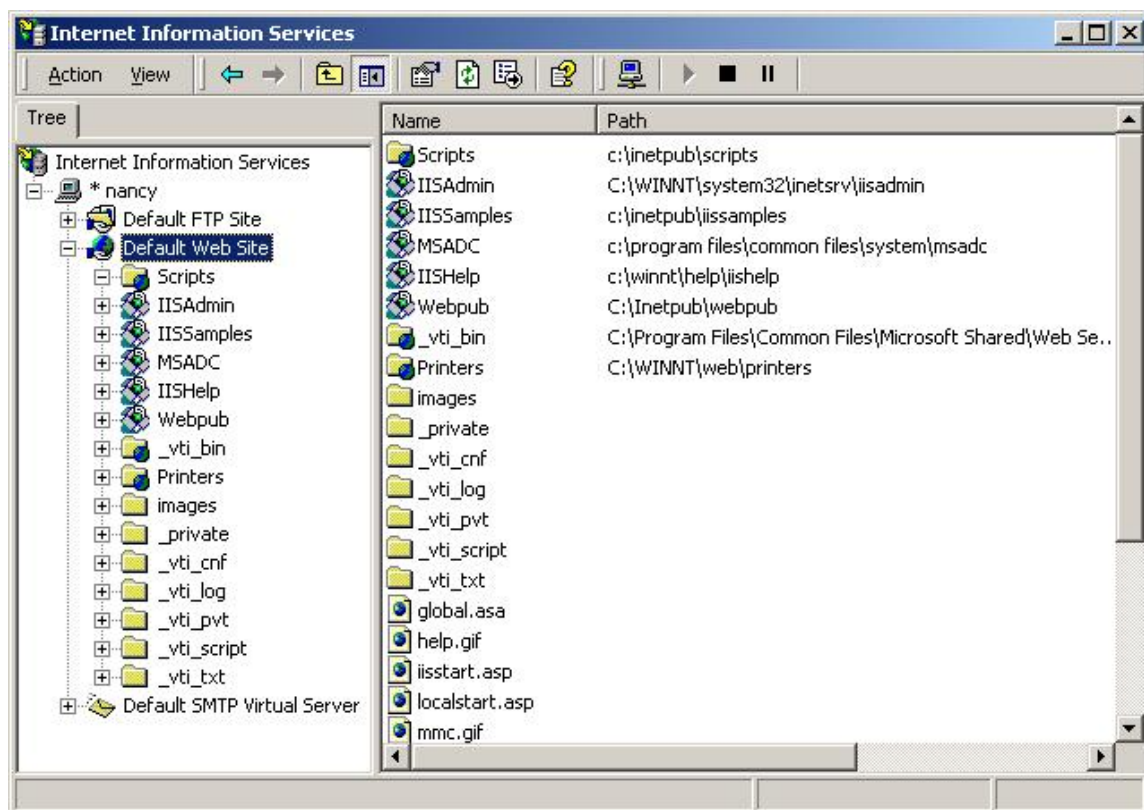 Internet Information Services
Action View
Tree
Internet Information Services
* nancy
Default FTP Site
Default Web Site
Scripts
IISAdmin
IISSamples
MSADC
IISHelp
Webpub
_vti_bin
Printers
images
_private
_vti_cnf
_vti_log
_vti_pvt
_vti_script
_vti_txt
Default SMTP Virtual Server
Name Path
Scripts c:\inetpub\scripts
IISAdmin C:\WINNT\system32\inetsrv\iisadmin
IISSamples c:\inetpub\iissamples
MSADC c:\program files\common files\system\msadc
IISHelp c:\winnt\help\iishelp
Webpub C:\Inetpub\webpub
_vti_bin C:\Program Files\Common Files\Microsoft Shared\Web Se..
Printers C:\WINNT\web\printers
images
_private
_vti_cnf
_vti_log
_vti_pvt
_vti_script
_vti_txt
global.asa
help.gif
iisstart.asp
localstart.asp
mmc.gif